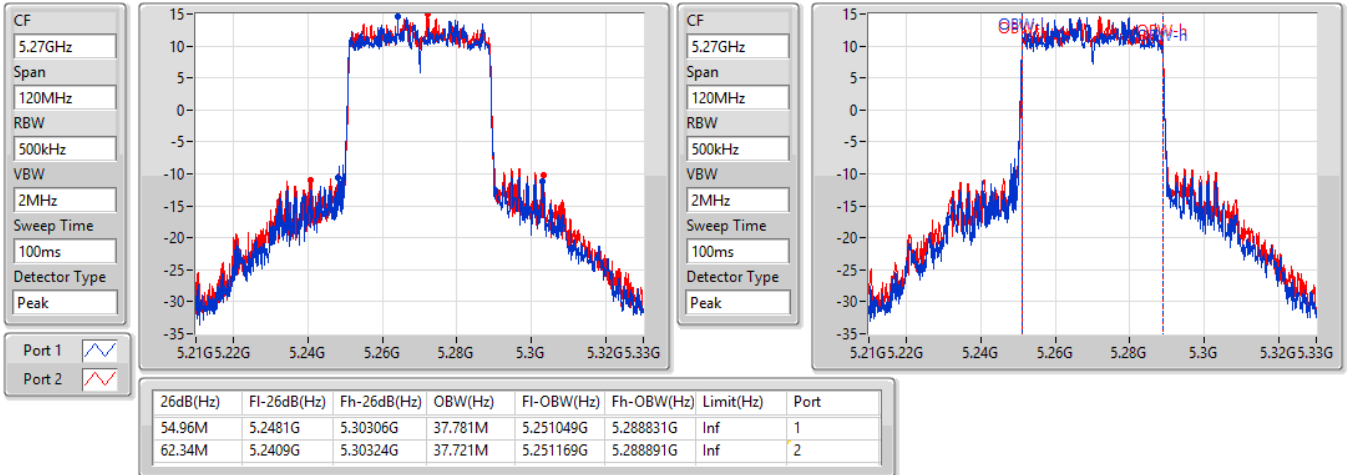 CF
5.27GHz
Span
120MHz
RBW
500kHz
VBW
2MHz
Sweep Time
100ms
Detector Type
Peak
Port 1
Port 2
15-
10-
5-
0-
-5-
-10-
-15-
-20-
-25-
-30-
-35-
5.21G 5.22G 5.24G 5.26G 5.28G 5.3G 5.32G 5.33G
CF
5.27GHz
Span
120MHz
RBW
500kHz
VBW
2MHz
Sweep Time
100ms
Detector Type
Peak
15-
10-
5-
0-
-5-
-10-
-15-
-20-
-25-
-30-
-35-
OBW-h
5.21G 5.22G 5.24G 5.26G 5.28G 5.3G 5.32G 5.33G
26dB(Hz) Fl-26dB(Hz) Fh-26dB(Hz) OBW(Hz) Fl-OBW(Hz) Fh-OBW(Hz) Limit(Hz) Port
54.96M 5.2481G 5.30306G 37.781M 5.251049G 5.288831G Inf 1
62.34M 5.2409G 5.30324G 37.721M 5.251169G 5.288891G Inf 2